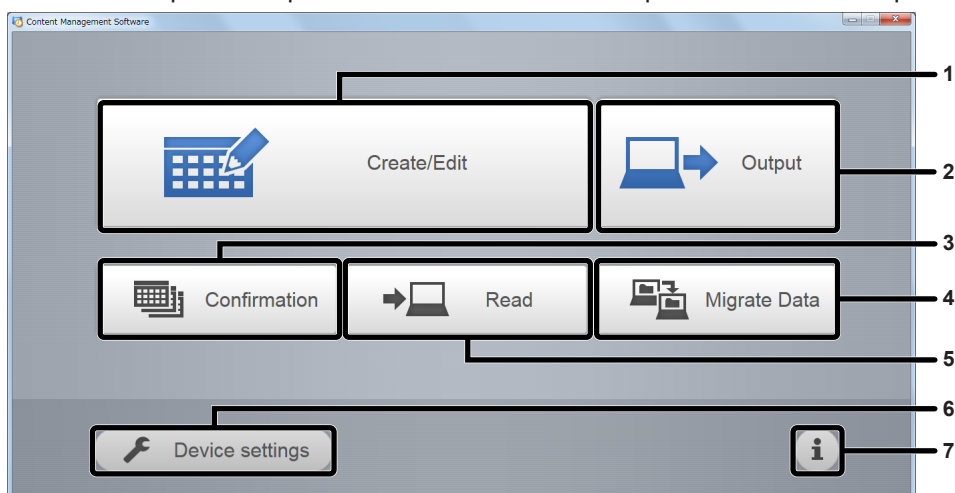 Content Management Software
1
Create/Edit
Output
2
3
Confirmation
Read
Migrate Data
4
5
6
Device settings
i
7